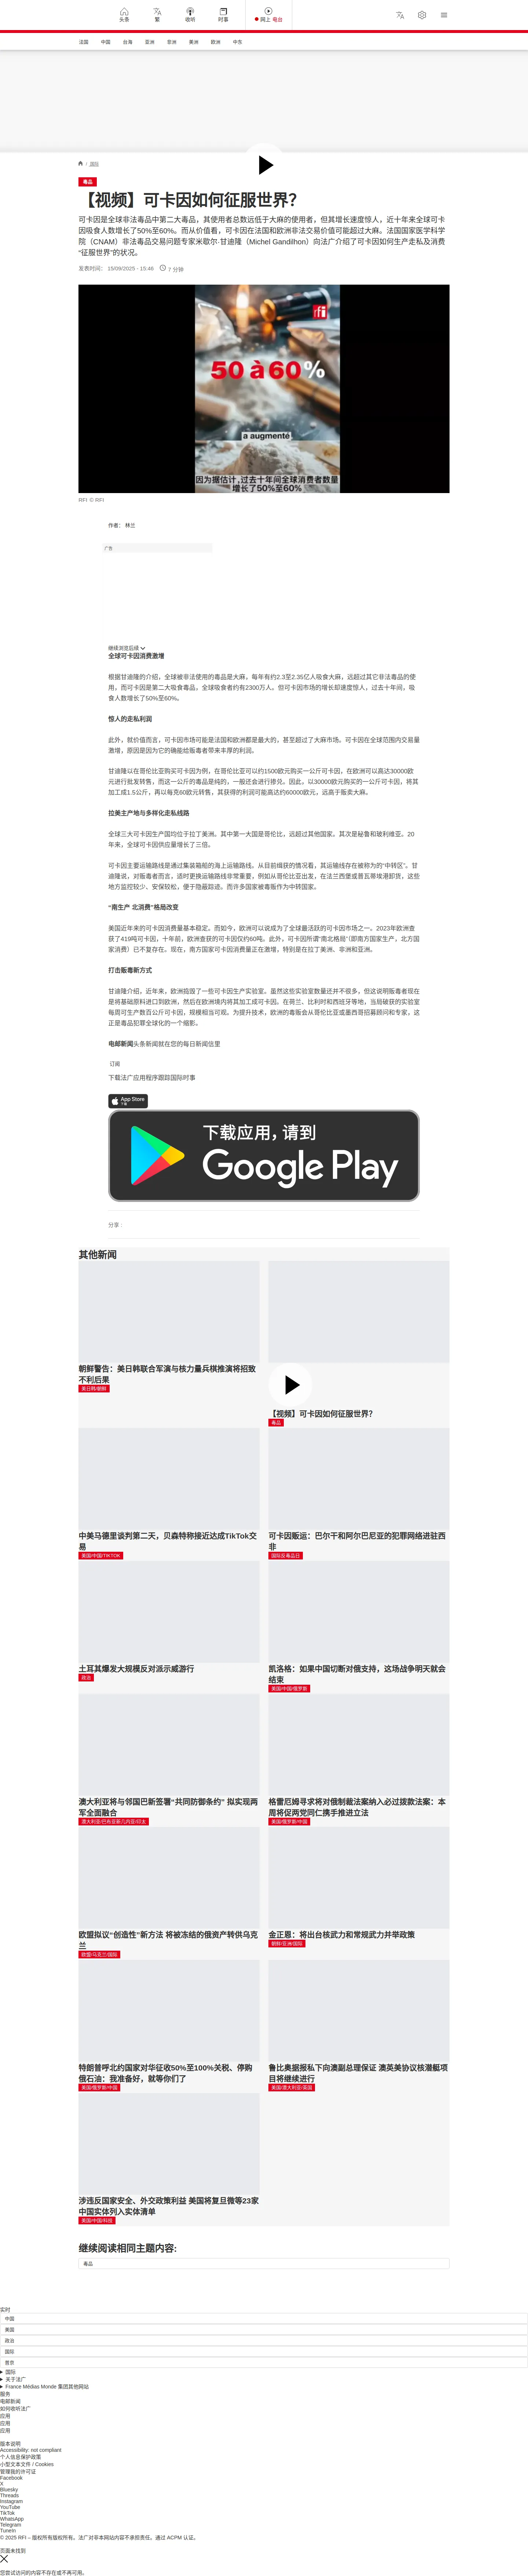 头条
繁
收听
时事
网上 电台
法国
中国
台海
亚洲
非洲
美洲
欧洲
中东
/ 国际
毒品
【视频】可卡因如何征服世界?
可卡因是全球非法毒品中第二大毒品，其使用者总数远低于大麻的使用者，但其增长速度惊人，近十年来全球可卡
因吸食人数增长了50%至60%。而从价值看，可卡因在法国和欧洲非法交易价值可能超过大麻。法国国家医学科学
院（CNAM）非法毒品交易问题专家米歇尔·甘迪隆（Michel Gandilhon）向法广介绍了可卡因如何生产走私及消费
“征服世界”的状况。
发表时间： 15/09/2025 - 15:46
7 分钟
rfi
50 à 60 %
a augmenté
因为据估计,过去十年间全球消费者数量
增长了50%至60%
RFI © RFI
作者： 林兰
广告
继续浏览后续
全球可卡因消费激增
根据甘迪隆的介绍，全球被非法使用的毒品是大麻，每年有约2.3至2.35亿人吸食大麻，远超过其它非法毒品的使
用，而可卡因是第二大吸食毒品，全球吸食者约有2300万人。但可卡因市场的增长却速度惊人，过去十年间，吸
食人数增长了50%至60%。
惊人的走私利润
此外，就价值而言，可卡因市场可能是法国和欧洲都是最大的，甚至超过了大麻市场。可卡因在全球范围内交易量
激增，原因是因为它的确能给贩毒者带来丰厚的利润。
甘迪隆以在哥伦比亚购买可卡因为例，在哥伦比亚可以约1500欧元购买一公斤可卡因，在欧洲可以高达30000欧
元进行批发转售，而这一公斤的毒品是纯的，一般还会进行掺兑。因此，以30000欧元购买的一公斤可卡因，将其
加工成1.5公斤，再以每克60欧元转售，其获得的利润可能高达约60000欧元，远高于贩卖大麻。
拉美主产地与多样化走私线路
全球三大可卡因生产国均位于拉丁美洲。其中第一大国是哥伦比，远超过其他国家。其次是秘鲁和玻利维亚。20
年来，全球可卡因供应量增长了三倍。
可卡因主要运输路线是通过集装箱船的海上运输路线。从目前缉获的情况看，其运输线存在被称为的“中转区”。甘
迪隆说，对贩毒者而言，适时更换运输路线非常重要，例如从哥伦比亚出发，在法兰西堡或普瓦蒂埃港卸货，这些
地方监控较少、安保较松，便于隐蔽踪迹。而许多国家被毒贩作为中转国家。
“南生产 北消费”格局改变
美国近年来的可卡因消费量基本稳定。而如今，欧洲可以说成为了全球最活跃的可卡因市场之一。2023年欧洲查
获了419吨可卡因，十年前，欧洲查获的可卡因仅约60吨。此外，可卡因所谓“南北格局”（即南方国家生产，北方国
家消费）已不复存在。现在，南方国家可卡因消费量正在激增，特别是在拉丁美洲、非洲和亚洲。
打击贩毒新方式
甘迪隆介绍，近年来，欧洲捣毁了一些可卡因生产实验室。虽然这些实验室数量还并不很多，但这说明贩毒者现在
是将基础原料进口到欧洲，然后在欧洲境内将其加工成可卡因。在荷兰、比利时和西班牙等地，当局破获的实验室
每周可生产数百公斤可卡因，规模相当可观。为提升技术，欧洲的毒贩会从哥伦比亚或墨西哥招募顾问和专家，这
正是毒品犯罪全球化的一个缩影。
电邮新闻头条新闻就在您的每日新闻信里
订阅
下载法广应用程序跟踪国际时事
App Store
下载
下载应用，请到
Google Play
分享 :
其他新闻
朝鲜警告：美日韩联合军演与核力量兵棋推演将招致不利后果
美日韩/朝鲜
【视频】可卡因如何征服世界?
毒品
中美马德里谈判第二天，贝森特称接近达成TikTok交易
美国/中国/TIKTOK
可卡因贩运：巴尔干和阿尔巴尼亚的犯罪网络进驻西非
国际反毒品日
土耳其爆发大规模反对派示威游行
政治
凯洛格：如果中国切断对俄支持，这场战争明天就会结束
美国/中国/俄罗斯
澳大利亚将与邻国巴新签署“共同防御条约” 拟实现两军全面融合
澳大利亚/巴布亚新几内亚/印太
格雷厄姆寻求将对俄制裁法案纳入必过拨款法案：本周将促两党同仁携手推进立法
美国/俄罗斯/中国
欧盟拟议“创造性”新方法 将被冻结的俄资产转供乌克兰
欧盟/乌克兰/国际
金正恩：将出台核武力和常规武力并举政策
朝鲜/亚洲/国际
特朗普呼北约国家对华征收50%至100%关税、停购俄石油：我准备好，就等你们了
美国/俄罗斯/中国
鲁比奥据报私下向澳副总理保证 澳英美协议核潜艇项目将继续进行
美国/澳大利亚/英国
涉违反国家安全、外交政策利益 美国将复旦微等23家中国实体列入实体清单
美国/中国/科技
继续阅读相同主题内容:
毒品
实时
中国
美国
政治
国际
普京
国际
关于法广
France Médias Monde 集团其他网站
服务
电邮新闻
如何收听法广
应用
应用
应用
版本说明
Accessibility: not compliant
个人信息保护政策
小型文本文件 / Cookies
管理我的许可证
Facebook
X
Bluesky
Threads
Instagram
YouTube
TikTok
WhatsApp
Telegram
TuneIn
© 2025 RFI – 版权所有版权所有。法广对非本网站内容不承担责任。通过 ACPM 认证。
页面未找到
您尝试访问的内容不存在或不再可用。